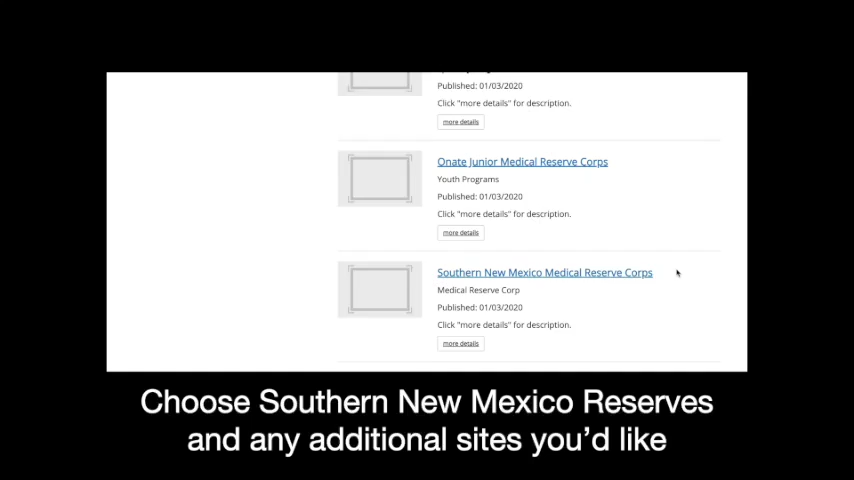 Published: 01/03/2020
Click "more details" for description.
more details
Onate Junior Medical Reserve Corps
Youth Programs
Published: 01/03/2020
Click "more details" for description.
more details
Southern New Mexico Medical Reserve Corps
Medical Reserve Corp
Published: 01/03/2020
Click "more details" for description.
more details
Choose Southern New Mexico Reserves
and any additional sites you'd like